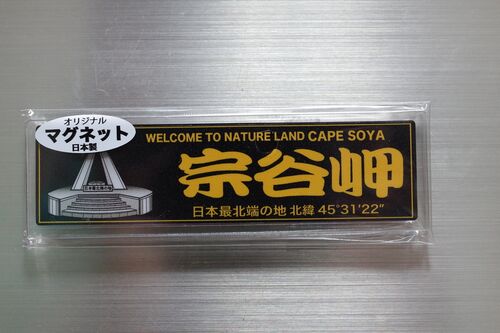 オリジナル
マグネット
日本製
WELCOME TO NATURE LAND CAPE SOYA
宗谷岬
日本最北端の地 北緯 45°31′22″